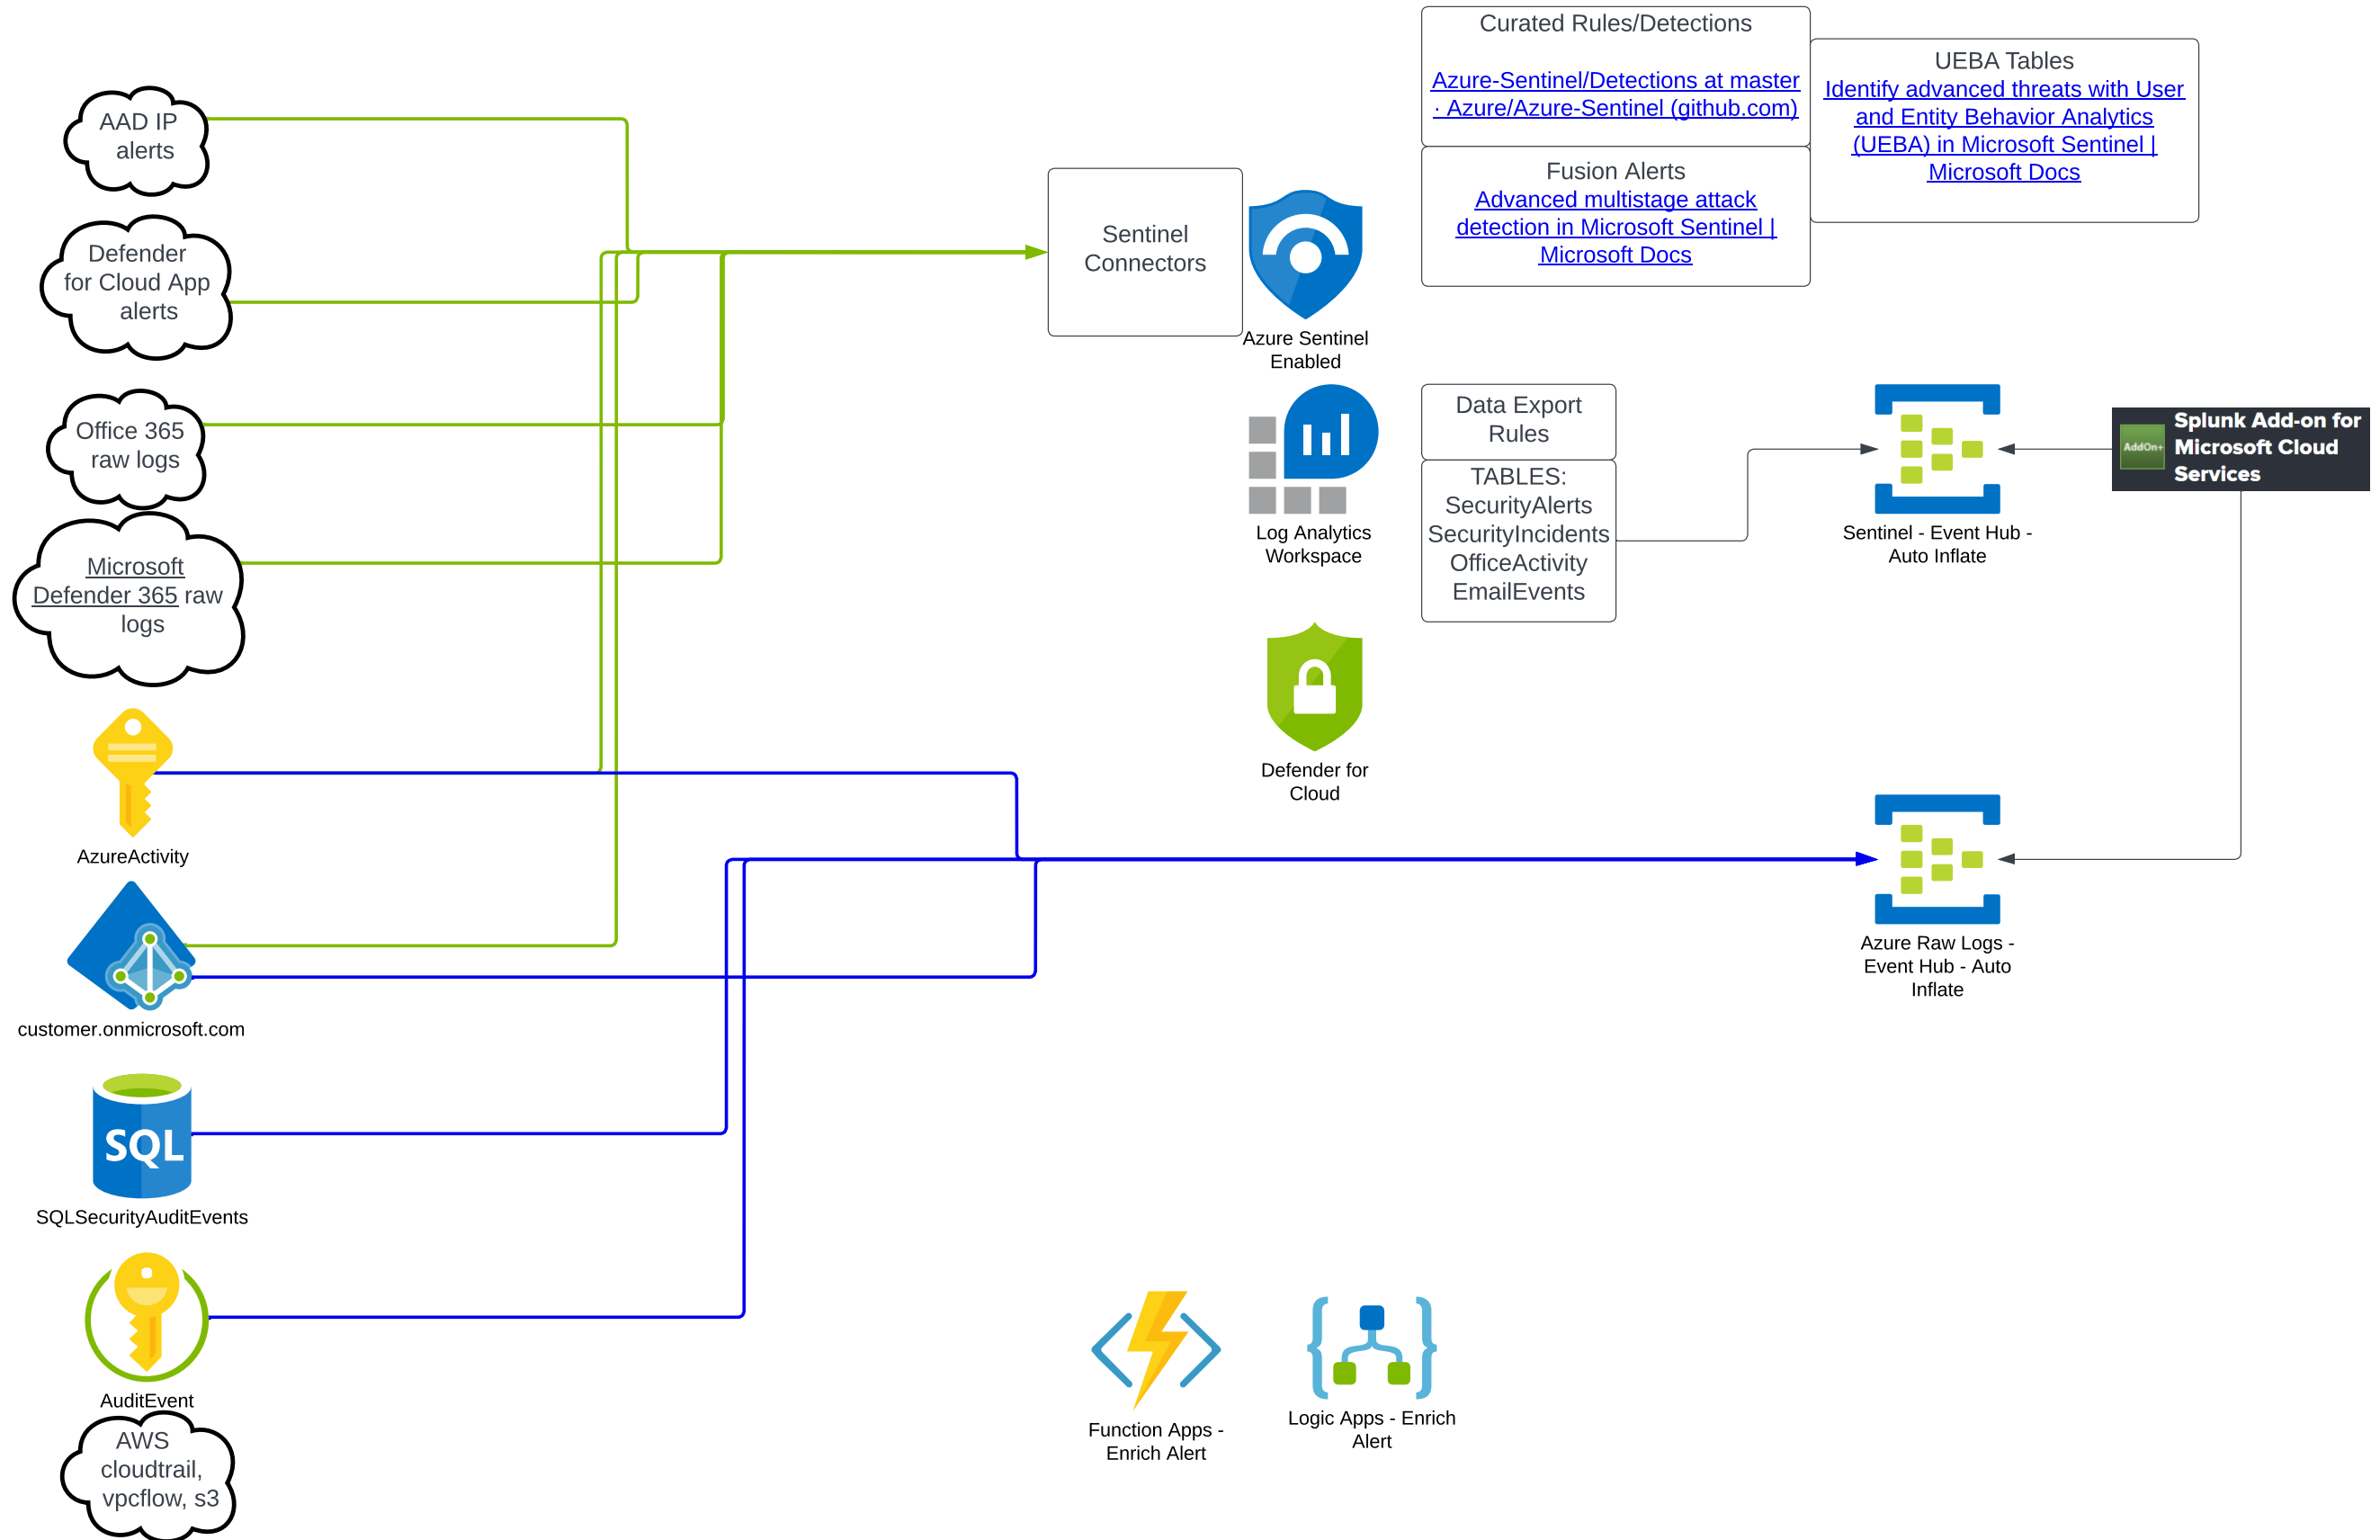 AAD IP
alerts
Defender
for Cloud App
alerts
Office 365
raw logs
Microsoft
Defender 365 raw
logs
AzureActivity
customer.onmicrosoft.com
SQL
SQLSecurityAuditEvents
AuditEvent
AWS
cloudtrail,
vpcflow, s3
Sentinel
Connectors
Azure Sentinel
Enabled
Log Analytics
Workspace
Defender for
Cloud
Function Apps -
Enrich Alert
Logic Apps - Enrich
Alert
Curated Rules/Detections
Azure-Sentinel/Detections at master
· Azure/Azure-Sentinel (github.com)
Fusion Alerts
Advanced multistage attack
detection in Microsoft Sentinel |
Microsoft Docs
UEBA Tables
Identify advanced threats with User
and Entity Behavior Analytics
(UEBA) in Microsoft Sentinel |
Microsoft Docs
Data Export
Rules
TABLES:
SecurityAlerts
SecurityIncidents
OfficeActivity
EmailEvents
Sentinel - Event Hub -
Auto Inflate
AddOn+
Splunk Add-on for
Microsoft Cloud
Services
Azure Raw Logs -
Event Hub - Auto
Inflate